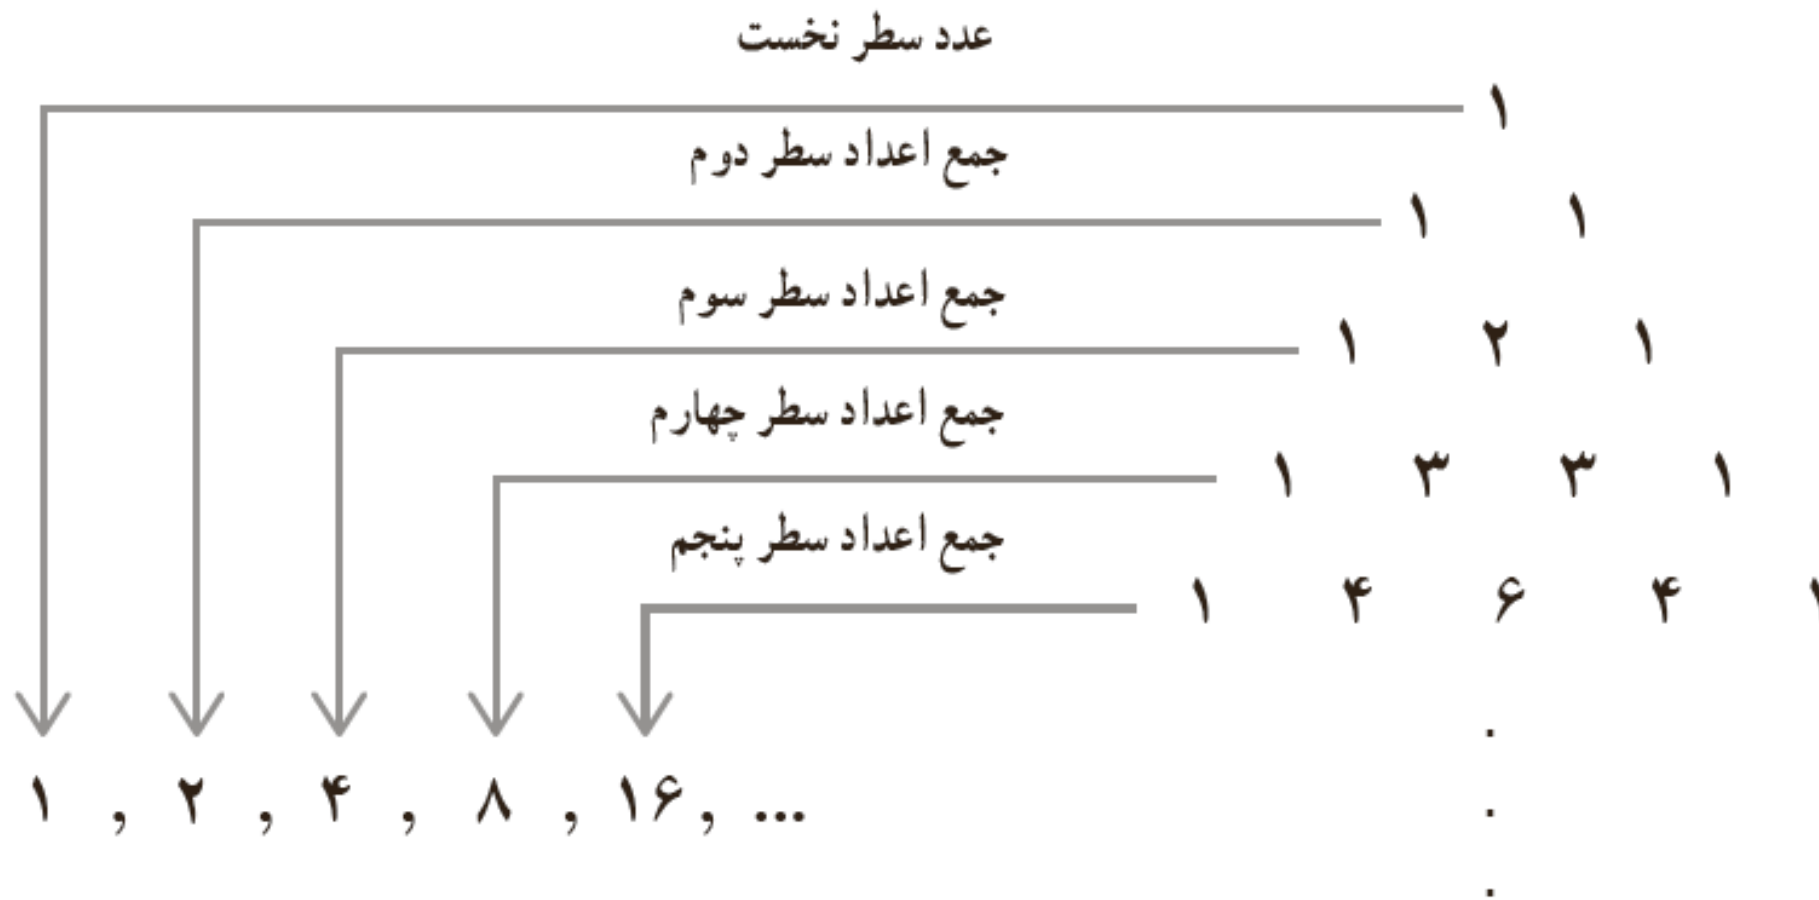 عدد سطر نخست
۱
جمع اعداد سطر دوم
۱ ۱
جمع اعداد سطر سوم
۱ ۲ ۱
جمع اعداد سطر چهارم
۱ ۳ ۳ ۱
جمع اعداد سطر پنجم
۱ ۴ ۶ ۴ ۱
۱ , ۲ , ۴ , ۸ , ۱۶, ...